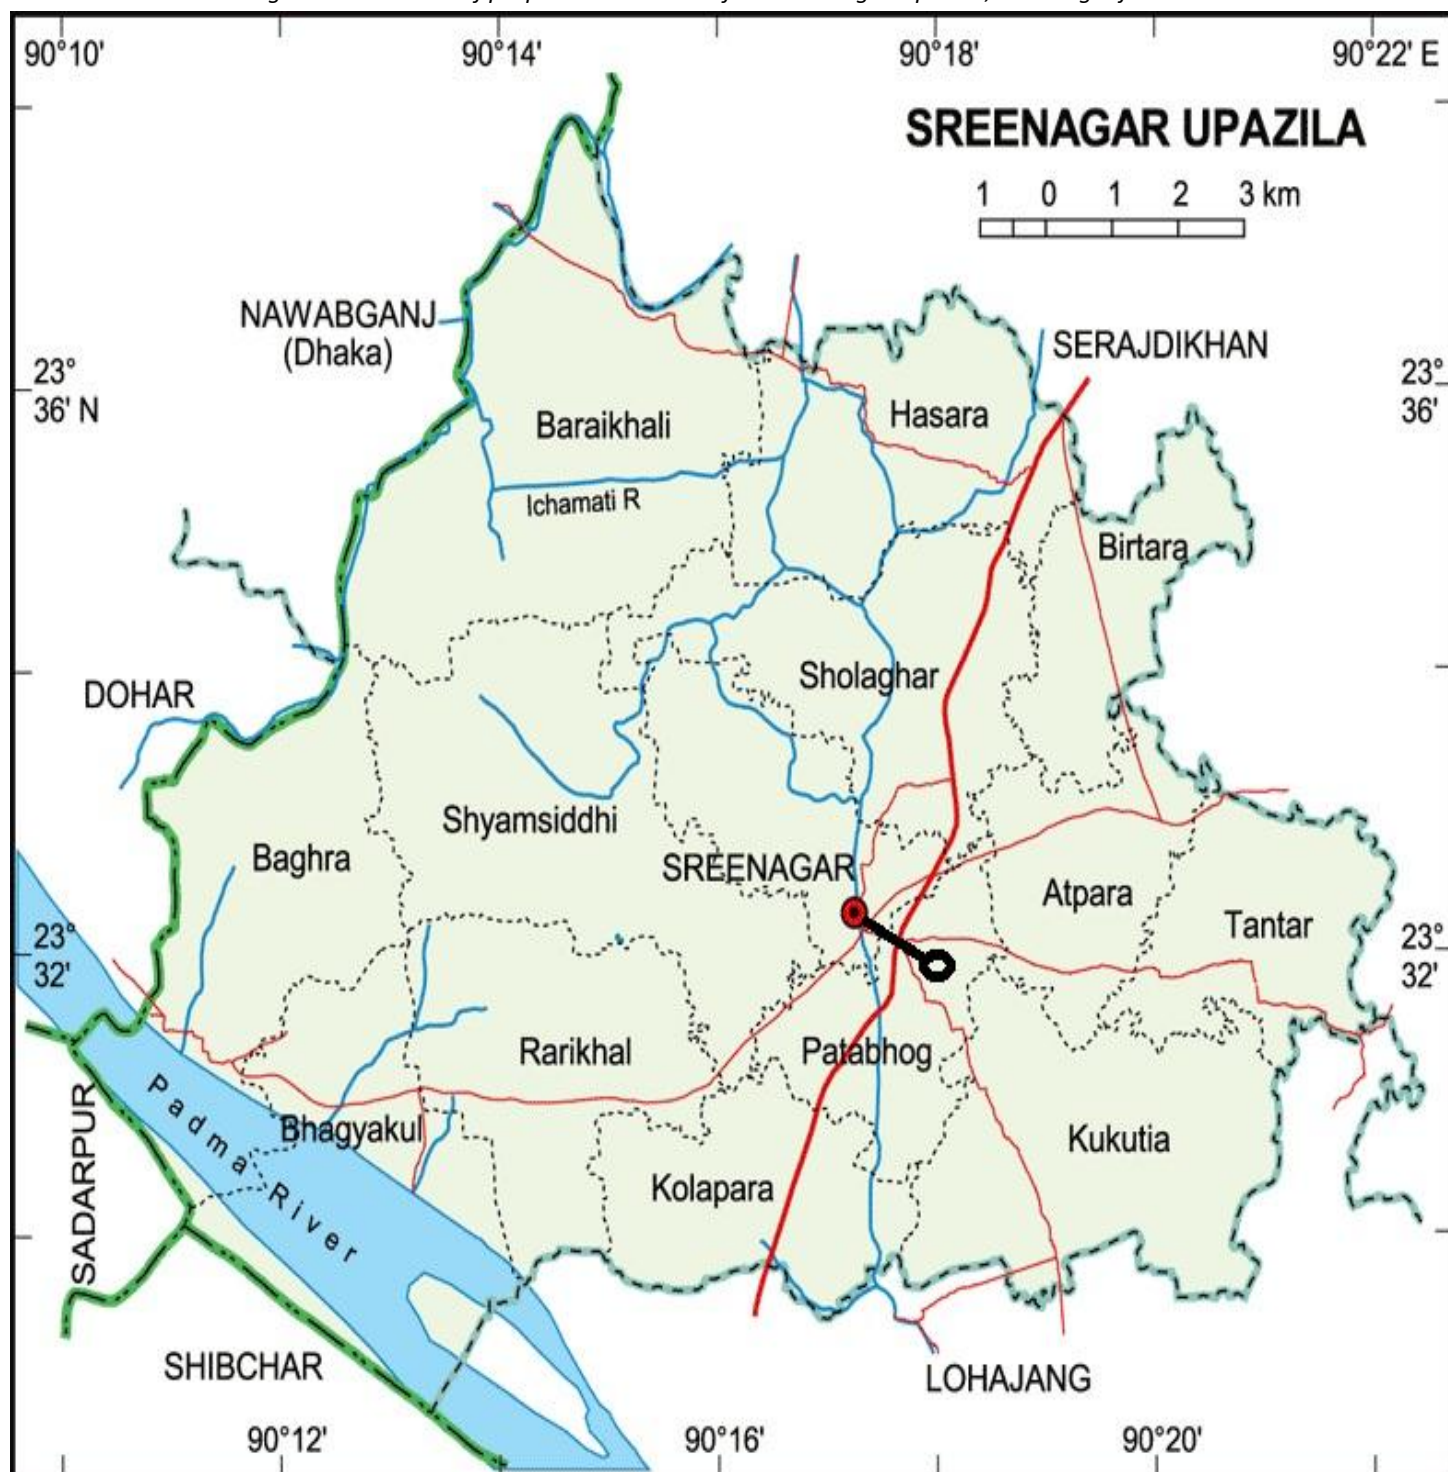 90°10'
90°14'
90°18'
90°22' E
SREENAGAR UPAZILA
1 0 1 2 3 km
NAWABGANJ
(Dhaka)
SERAJDIKHAN
23°
36' N
23°
36'
Baraikhali
Hasara
Ichamati R
Birtara
DOHAR
Sholaghar
Shyamsiddhi
Baghra
SREENAGAR
Atpara
Tantar
23°
32'
23°
32'
Rarikhal
Patabhog
Padma River
Bhagyakul
Kukutia
SADARPUR
Kolapara
SHIBCHAR
LOHAJANG
90°12'
90°16'
90°20'